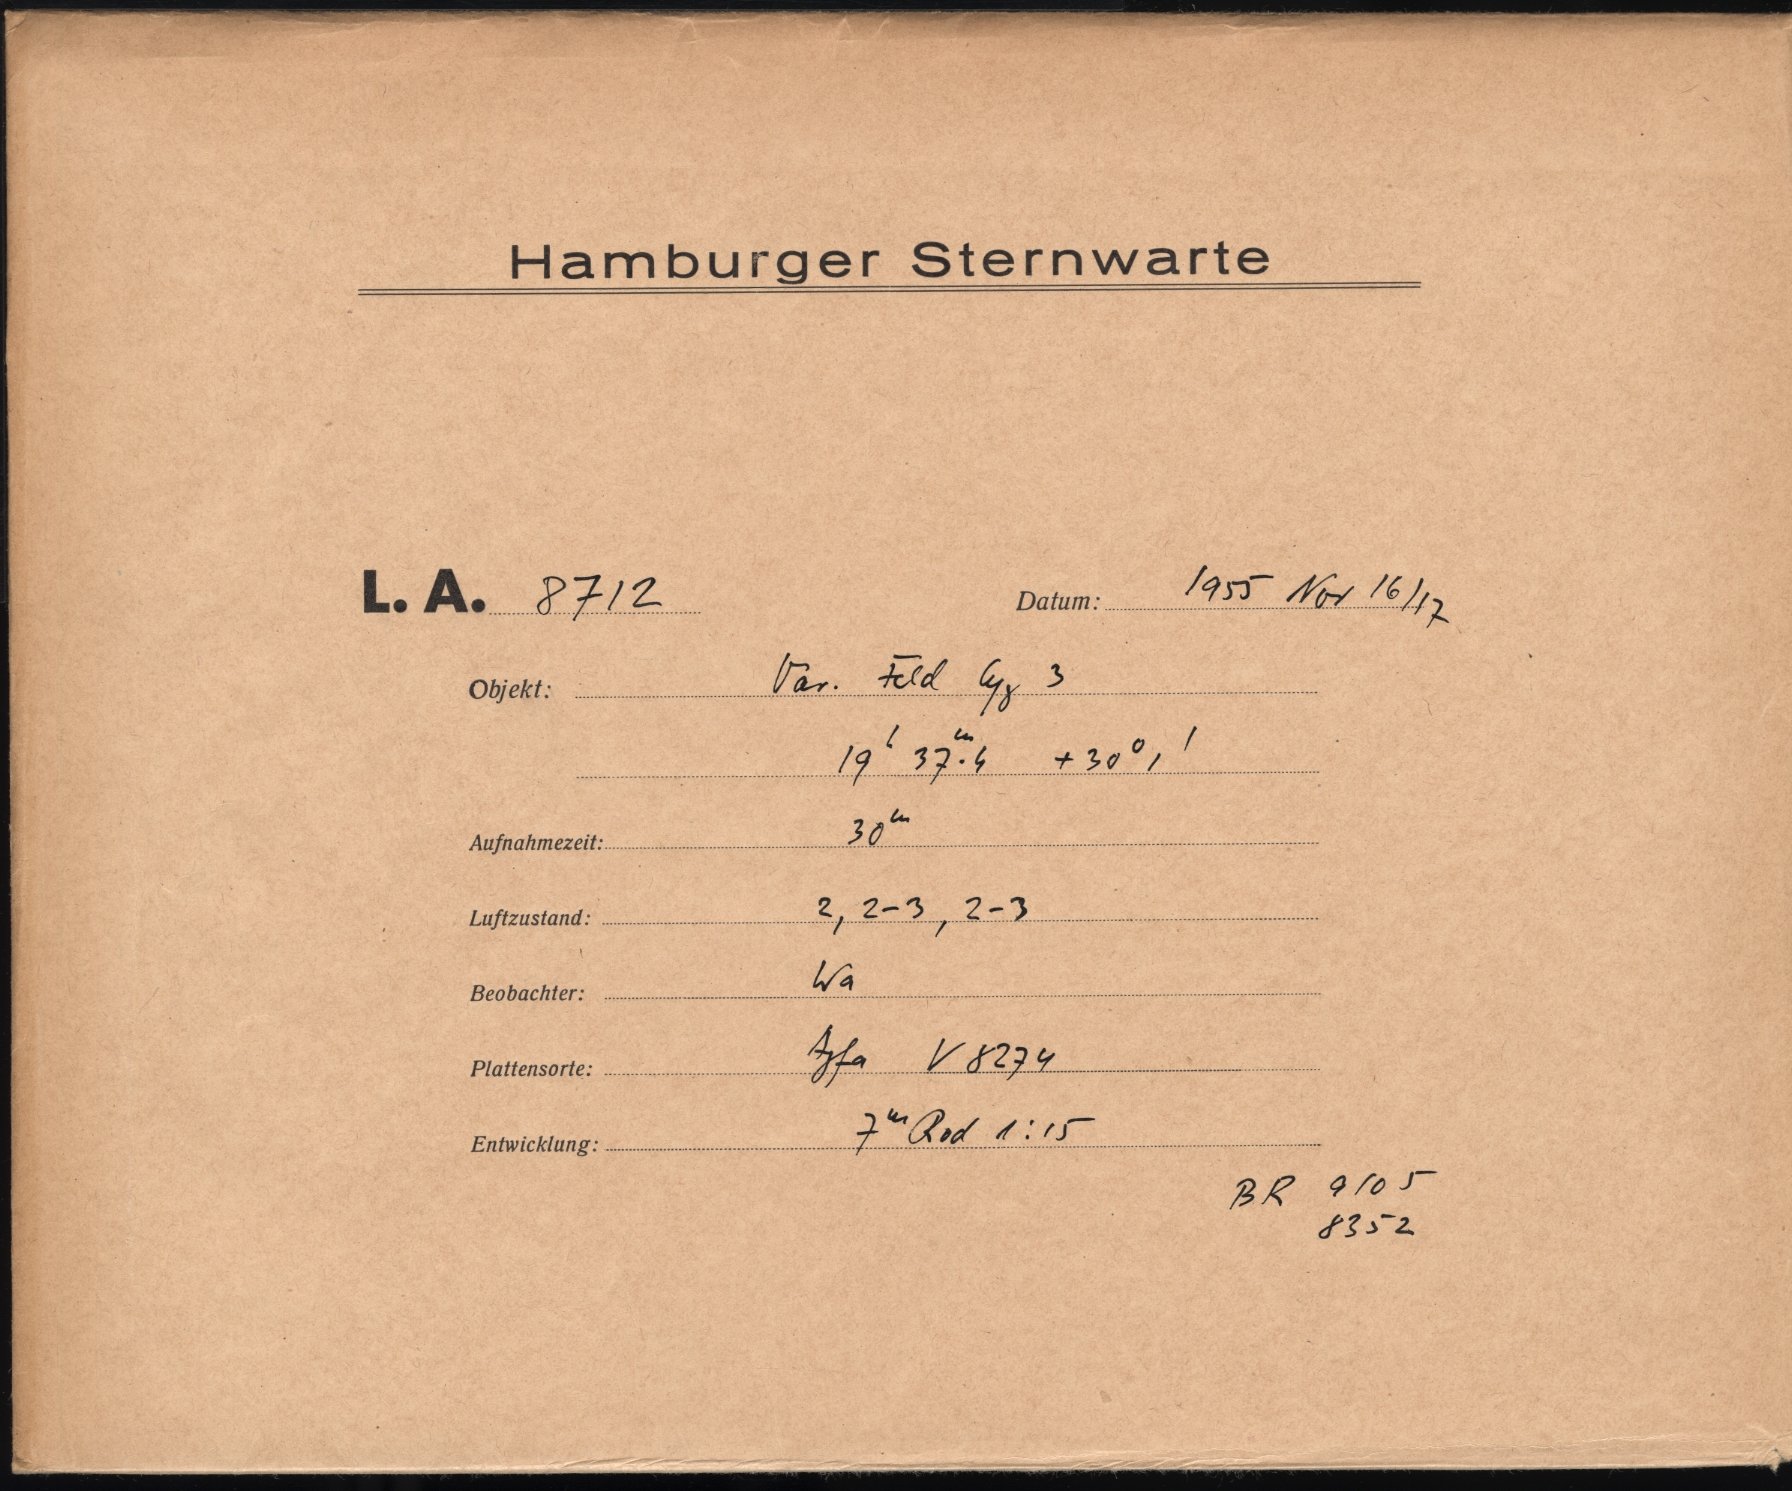 Hamburger Sternwarte
L. A. 8712 Datum: 1955 Nov 16/17
Objekt: Var. Feld Cyg 3
19h 37m.4 +30° 1'
Aufnahmezeit: 30m
Luftzustand: 2, 2-3, 2-3
Beobachter: Wa
Plattensorte: Agfa V 8274
Entwicklung: 7m Rod 1:15
BR 9105
8352